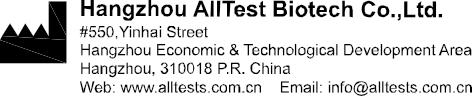 Hangzhou AllTest Biotech Co.,Ltd.
#550,Yinhai Street
Hangzhou Economic & Technological Development Area
Hangzhou, 310018 P.R. China
Web: www.alltests.com.cn Email: info@alltests.com.cn